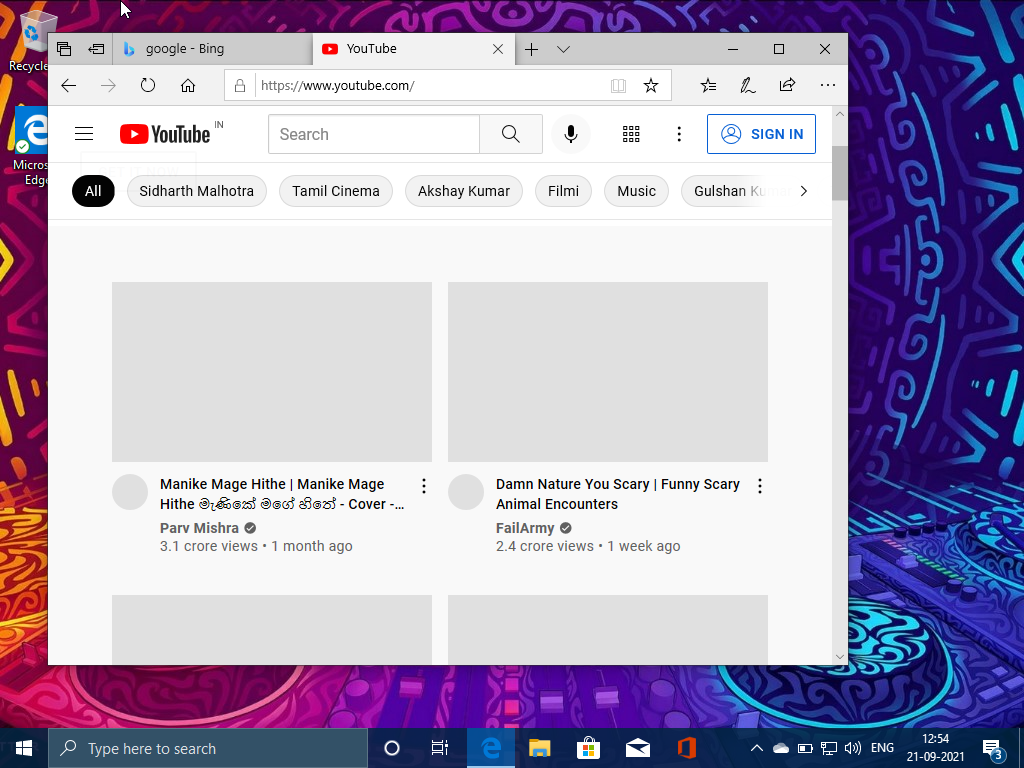 Recycle
Micros
Edge
google - Bing
YouTube
https://www.youtube.com/
YouTube IN
Search
SIGN IN
All
Sidharth Malhotra
Tamil Cinema
Akshay Kumar
Filmi
Music
Gulshan Kumar
Manike Mage Hithe | Manike Mage
Hithe මැණිකේ මගේ හිතේ - Cover -...
Parv Mishra
3.1 crore views • 1 month ago
Damn Nature You Scary | Funny Scary
Animal Encounters
FailArmy
2.4 crore views • 1 week ago
Type here to search
ENG
12:54
21-09-2021
3